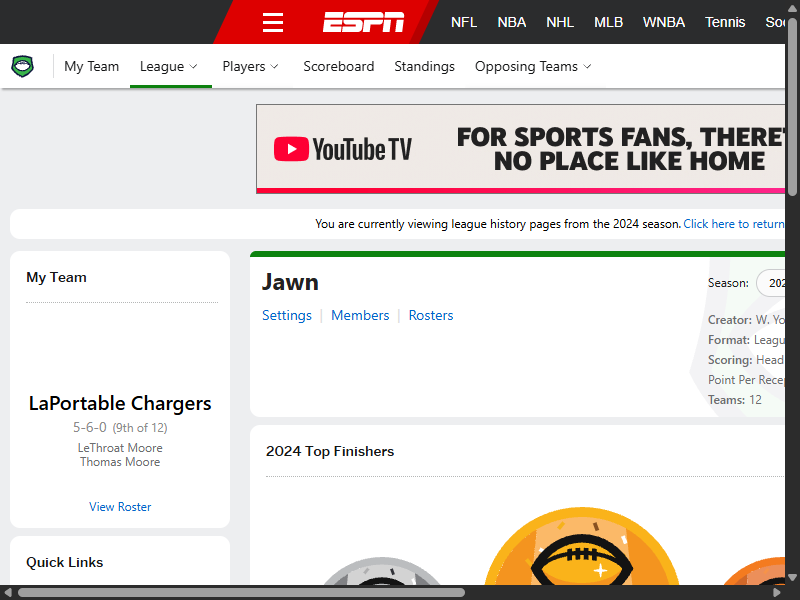 ESPN NFL NBA NHL MLB WNBA Tennis
My Team League Players Scoreboard Standings Opposing Teams
YouTube TV
FOR SPORTS FANS, THERE'
NO PLACE LIKE HOME
You are currently viewing league history pages from the 2024 season. Click here to return
My Team
LaPortable Chargers
5-6-0 (9th of 12)
LeThroat Moore
Thomas Moore
View Roster
Quick Links
Jawn
Settings | Members | Rosters
Season: 202
Creator: W. Yo
Format: Leagu
Scoring: Head
Point Per Recep
Teams: 12
2024 Top Finishers